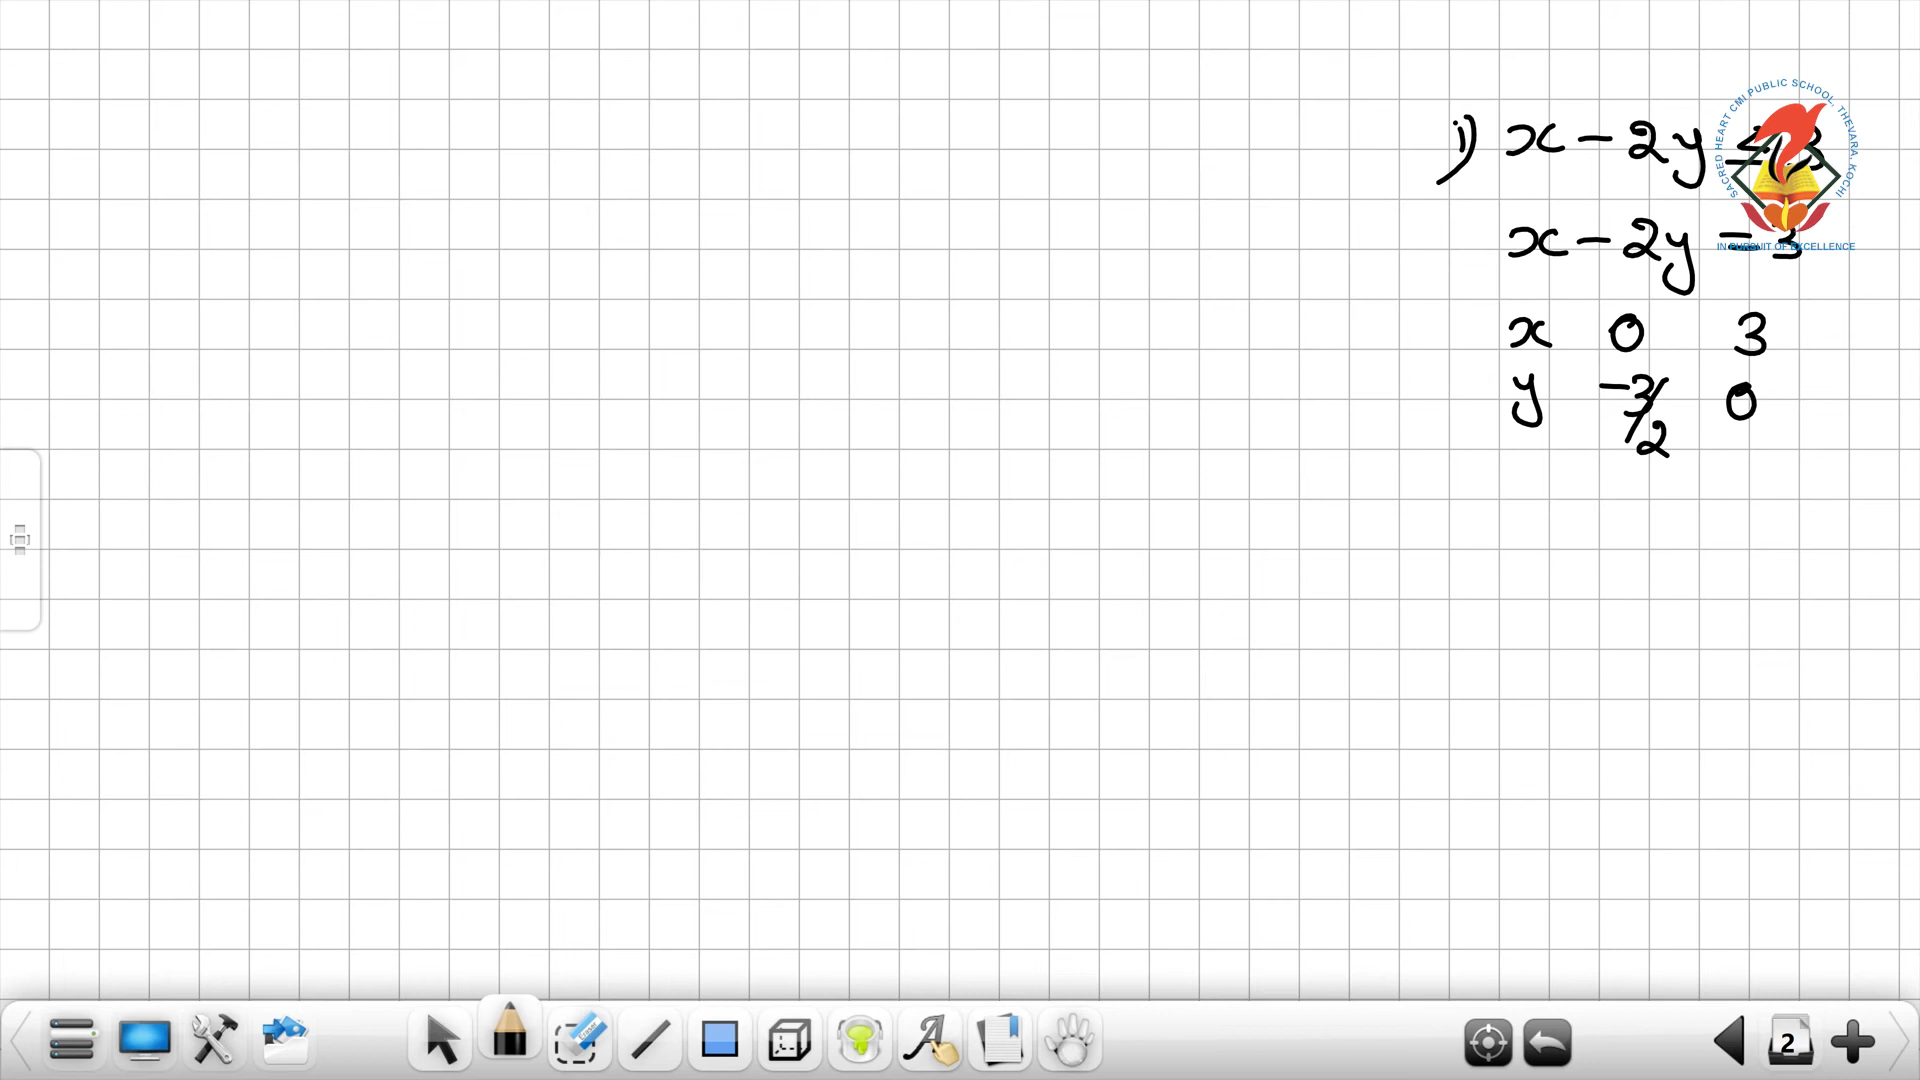 i) x - 2y ≤ 3
x - 2y = 3
x 0 3
y -3/2 0
SACRED HEART CMI PUBLIC SCHOOL, THEVARA, KOCHI
IN PURSUIT OF EXCELLENCE
Eraser
A
2